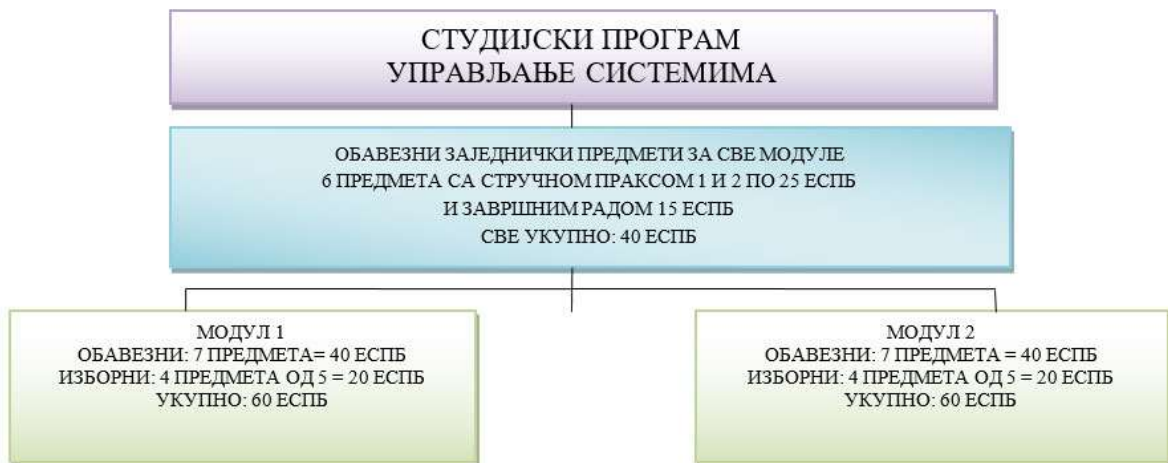 СТУДИЈСКИ ПРОГРАМ
УПРАВЉАЊЕ СИСТЕМИМА
ОБАВЕЗНИ ЗАЈЕДНИЧКИ ПРЕДМЕТИ ЗА СВЕ МОДУЛЕ
6 ПРЕДМЕТА СА СТРУЧНОМ ПРАКСОМ 1 И 2 ПО 25 ЕСПБ
И ЗАВРШНИМ РАДОМ 15 ЕСПБ
СВЕ УКУПНО: 40 ЕСПБ
МОДУЛ 1
ОБАВЕЗНИ: 7 ПРЕДМЕТА= 40 ЕСПБ
ИЗБОРНИ: 4 ПРЕДМЕТА ОД 5 = 20 ЕСПБ
УКУПНО: 60 ЕСПБ
МОДУЛ 2
ОБАВЕЗНИ: 7 ПРЕДМЕТА = 40 ЕСПБ
ИЗБОРНИ: 4 ПРЕДМЕТА ОД 5 = 20 ЕСПБ
УКУПНО: 60 ЕСПБ